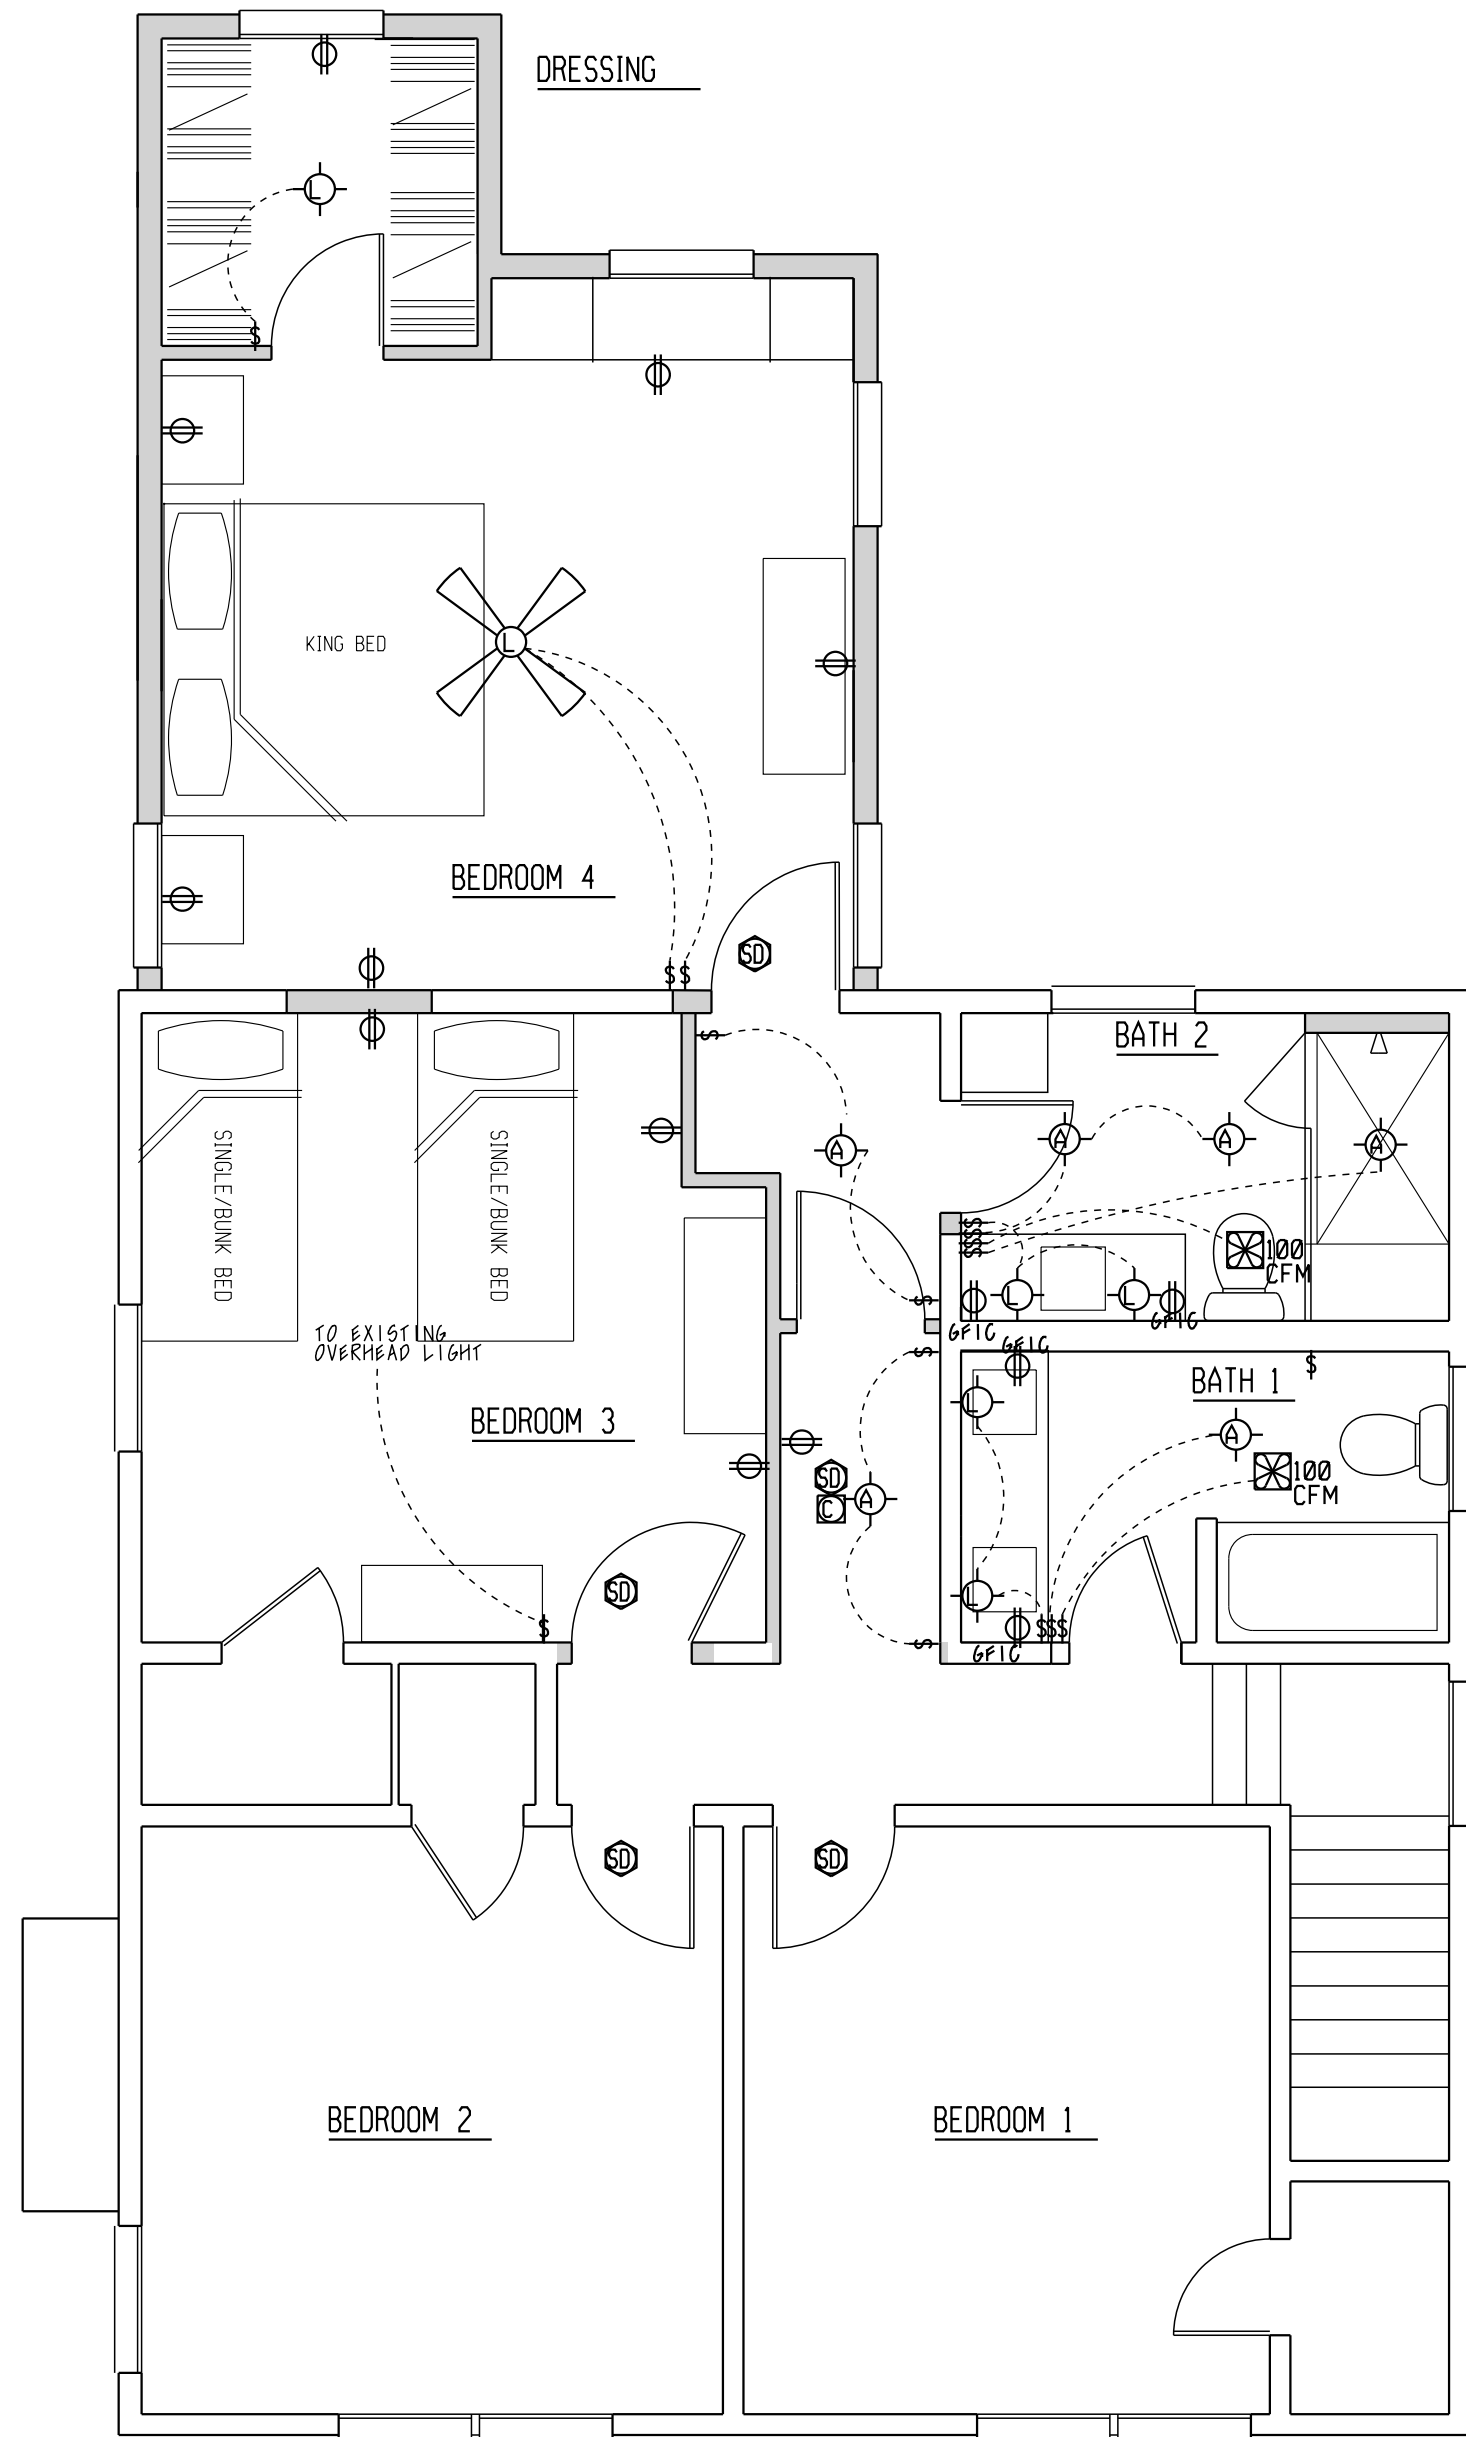 DRESSING
L
$
KING BED
L
BEDROOM 4
SD
$$
$
BATH 2
A
A
A
A
SINGLE/BUNK BED
SINGLE/BUNK BED
$
$
$
$
100
CFM
$
L
L
GFIC
GFIC
GFIC
TO EXISTING
OVERHEAD LIGHT
$
$
BATH 1
L
BEDROOM 3
A
SD
100
CFM
C
A
SD
L
$
$$$
$
GFIC
SD
SD
BEDROOM 2
BEDROOM 1